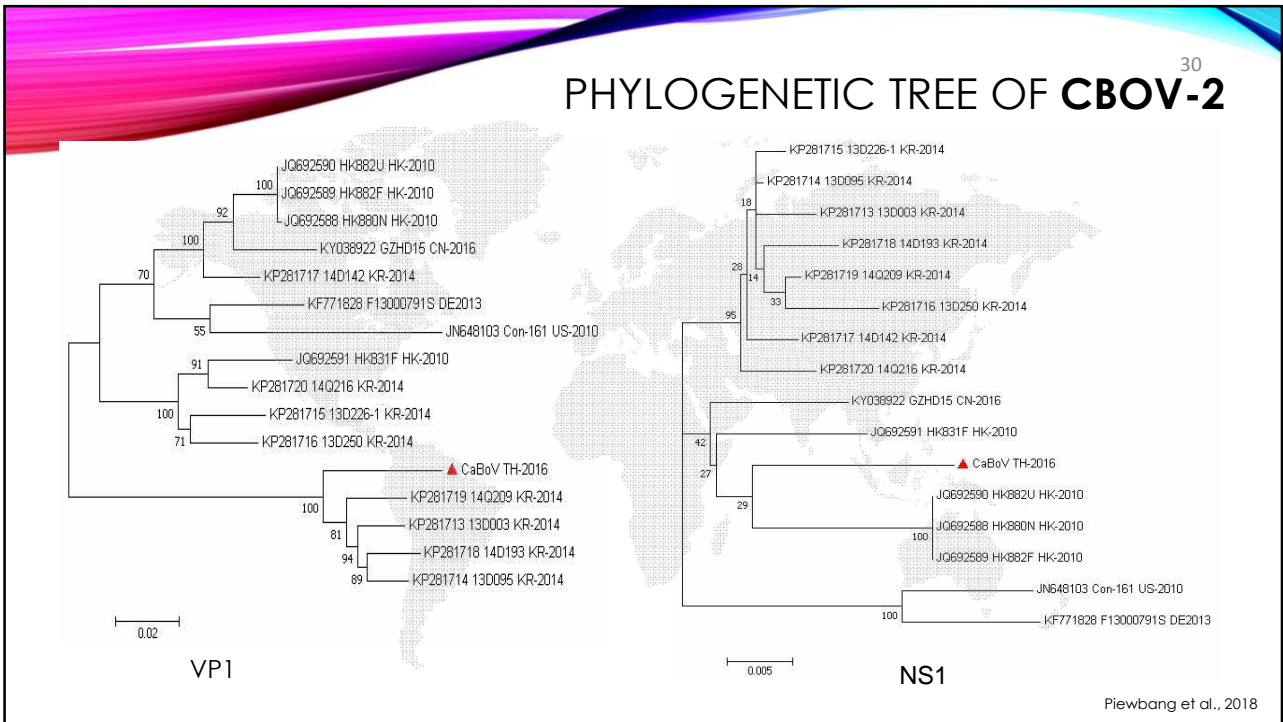 30
PHYLOGENETIC TREE OF CBOV-2
JQ692590 HK882U HK-2010
100
JQ692589 HK882F HK-2010
92
JQ692588 HK880N HK-2010
100
KY038922 GZHD15 CN-2016
70
KP281717 14D142 KR-2014
KF771828 F13000791S DE2013
55
JN648103 Con-161 US-2010
91
JQ692591 HK831F HK-2010
KP281720 14Q216 KR-2014
100
KP281715 13D226-1 KR-2014
71
KP281716 13D250 KR-2014
CaBoV TH-2016
100
KP281719 14Q209 KR-2014
81
KP281713 13D003 KR-2014
94
KP281718 14D193 KR-2014
89
KP281714 13D095 KR-2014
0.02
VP1
KP281715 13D226-1 KR-2014
KP281714 13D095 KR-2014
18
KP281713 13D003 KR-2014
KP281718 14D193 KR-2014
28
14
KP281719 14Q209 KR-2014
33
KP281716 13D250 KR-2014
95
KP281717 14D142 KR-2014
KP281720 14Q216 KR-2014
KY038922 GZHD15 CN-2016
42
JQ692591 HK831F HK-2010
27
CaBoV TH-2016
29
JQ692590 HK882U HK-2010
JQ692588 HK880N HK-2010
100
JQ692589 HK882F HK-2010
JN648103 Con-161 US-2010
100
KF771828 F13000791S DE2013
0.005
NS1
Piewbang et al., 2018